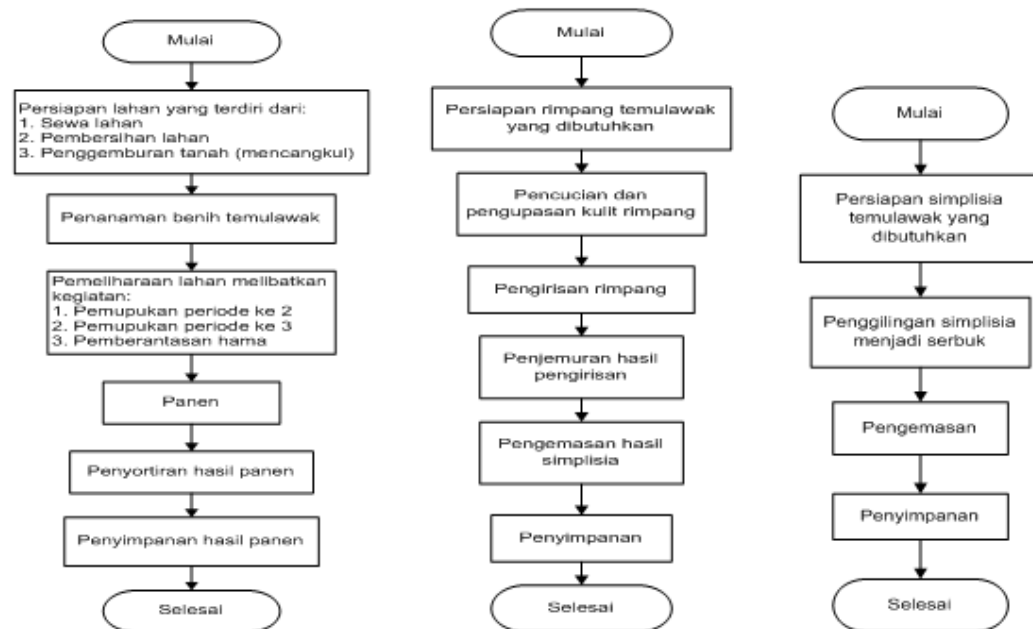 Mulai
Persiapan lahan yang terdiri dari:
1. Sewa lahan
2. Pembersihan lahan
3. Penggemburan tanah (mencangkul)
Penanaman benih temulawak
Pemeliharaan lahan melibatkan
kegiatan:
1. Pemupukan periode ke 2
2. Pemupukan periode ke 3
3. Pemberantasan hama
Panen
Penyortiran hasil panen
Penyimpanan hasil panen
Selesai
Mulai
Persiapan rimpang temulawak
yang dibutuhkan
Pencucian dan
pengupasan kulit rimpang
Pengirisan rimpang
Penjemuran hasil
pengirisan
Pengemasan hasil
simplisia
Penyimpanan
Selesai
Mulai
Persiapan simplisia
temulawak yang
dibutuhkan
Penggilingan simplisia
menjadi serbuk
Pengemasan
Penyimpanan
Selesai